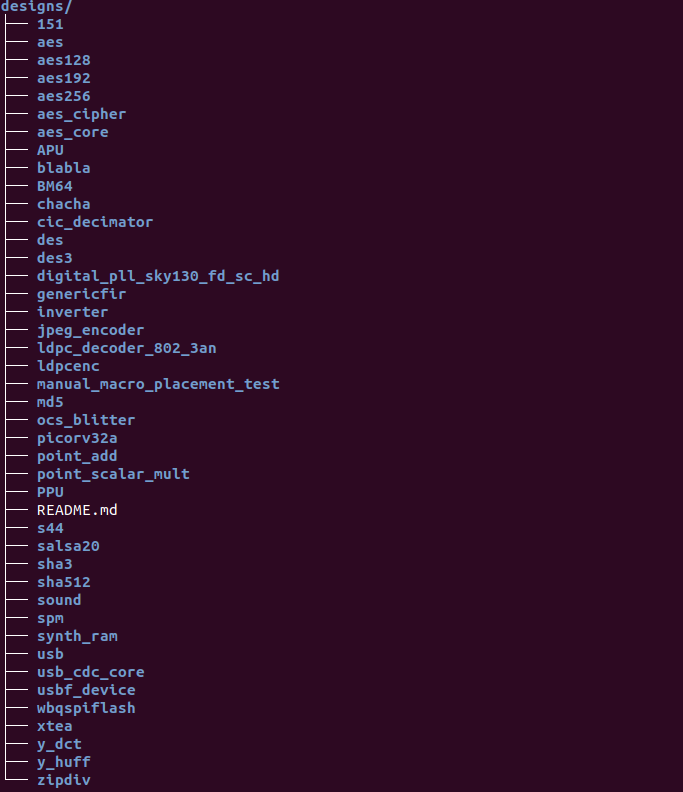 designs/
├── 151
├── aes
├── aes128
├── aes192
├── aes256
├── aes_cipher
├── aes_core
├── APU
├── blabla
├── BM64
├── chacha
├── cic_decimator
├── des
├── des3
├── digital_pll_sky130_fd_sc_hd
├── genericfir
├── inverter
├── jpeg_encoder
├── ldpc_decoder_802_3an
├── ldpcenc
├── manual_macro_placement_test
├── md5
├── ocs_blitter
├── picorv32a
├── point_add
├── point_scalar_mult
├── PPU
├── README.md
├── s44
├── salsa20
├── sha3
├── sha512
├── sound
├── spm
├── synth_ram
├── usb
├── usb_cdc_core
├── usbf_device
├── wbqspiflash
├── xtea
├── y_dct
├── y_huff
└── zipdiv